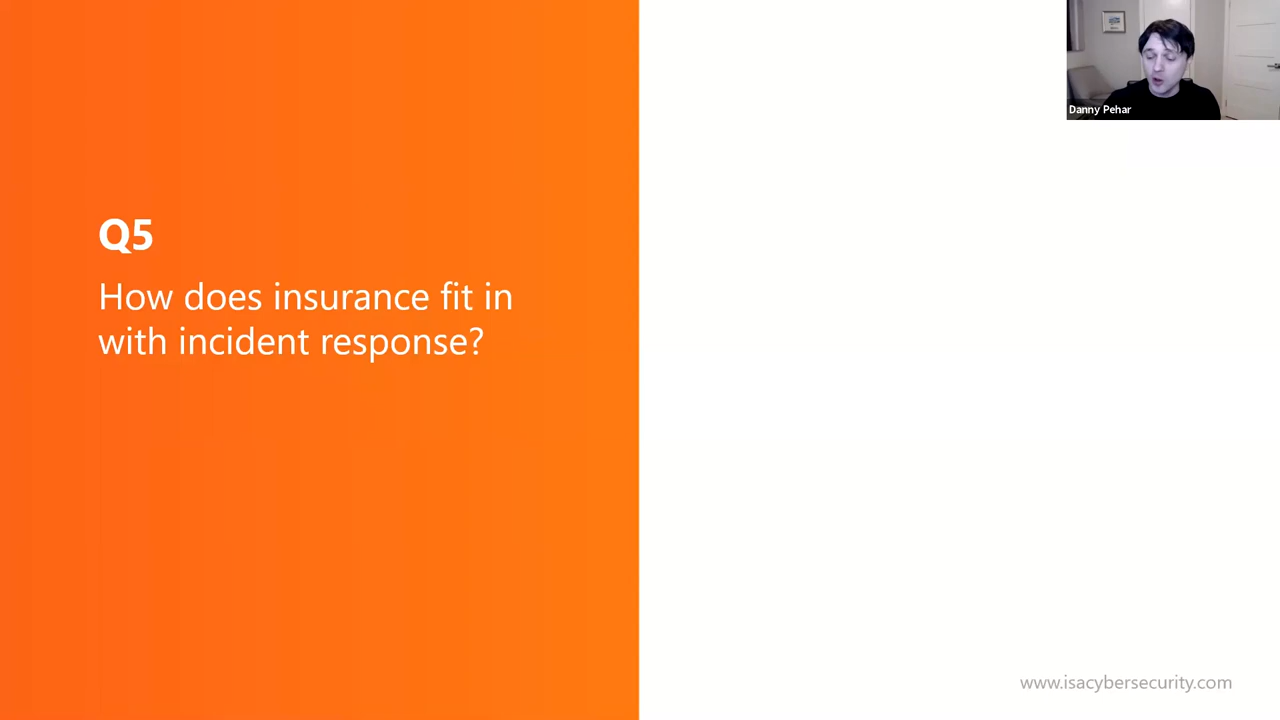 Danny Pehar
Q5
How does insurance fit in
with incident response?
www.isacybersecurity.com